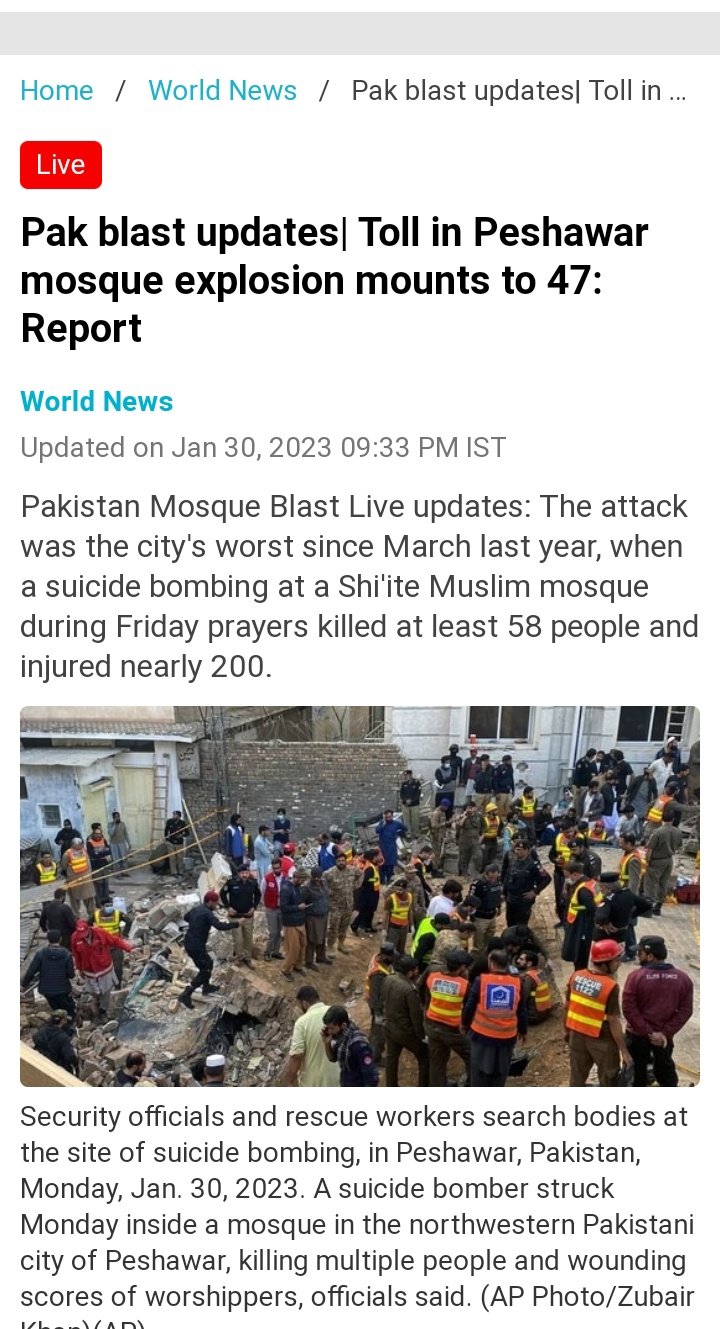 Home / World News / Pak blast updates| Toll in ...
Live
Pak blast updates| Toll in Peshawar
mosque explosion mounts to 47:
Report
World News
Updated on Jan 30, 2023 09:33 PM IST
Pakistan Mosque Blast Live updates: The attack
was the city's worst since March last year, when
a suicide bombing at a Shi'ite Muslim mosque
during Friday prayers killed at least 58 people and
injured nearly 200.
RESCUE
1122
ELITE FORCE
Security officials and rescue workers search bodies at
the site of suicide bombing, in Peshawar, Pakistan,
Monday, Jan. 30, 2023. A suicide bomber struck
Monday inside a mosque in the northwestern Pakistani
city of Peshawar, killing multiple people and wounding
scores of worshippers, officials said. (AP Photo/Zubair
Khan)(AP)